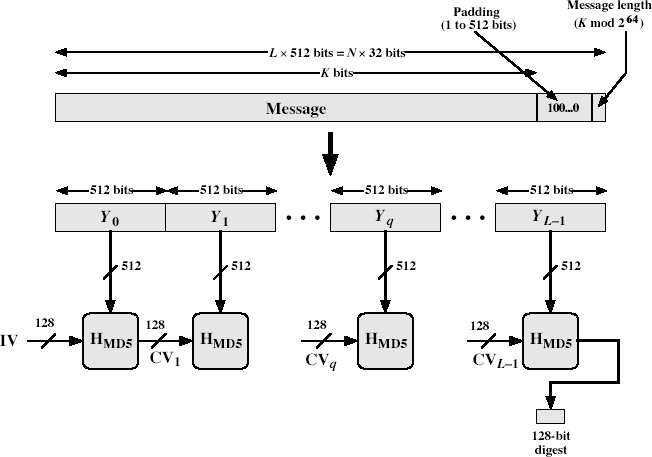 Padding
(1 to 512 bits)
Message length
(K mod 2^64)
L × 512 bits = N × 32 bits
K bits
Message
100...0
512 bits
512 bits
512 bits
512 bits
Y0
Y1
• • •
Yq
• • •
YL–1
512
512
512
512
IV
128
HMD5
128
CV1
HMD5
128
CVq
HMD5
128
CVL–1
HMD5
128-bit
digest